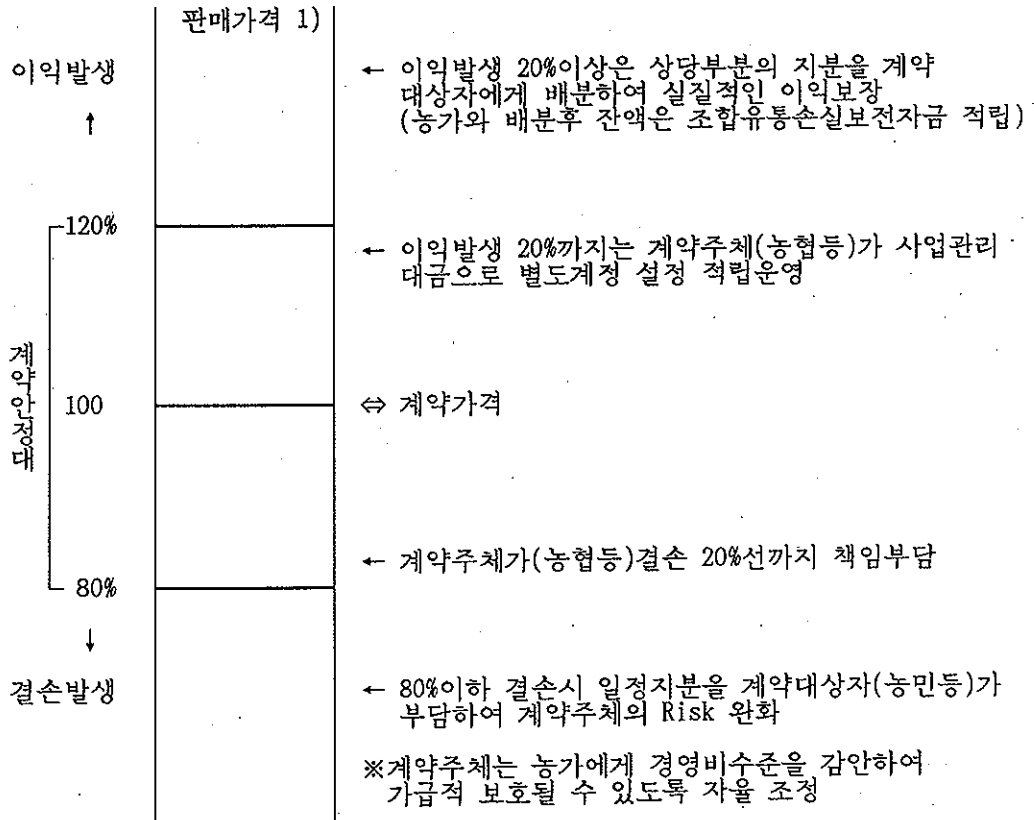 판매가격 1)
이익발생
← 이익발생 20%이상은 상당부분의 지분을 계약
대상자에게 배분하여 실질적인 이익보장
(농가와 배분후 잔액은 조합유통손실보전자금 적립)
↑
120%
← 이익발생 20%까지는 계약주체(농협등)가 사업관리
대금으로 별도계정 설정 적립운영
계약안정대
100
⇔ 계약가격
← 계약주체가(농협등)결손 20%선까지 책임부담
80%
↓
결손발생
← 80%이하 결손시 일정지분을 계약대상자(농민등)가
부담하여 계약주체의 Risk 완화
※계약주체는 농가에게 경영비수준을 감안하여
가급적 보호될 수 있도록 자율 조정